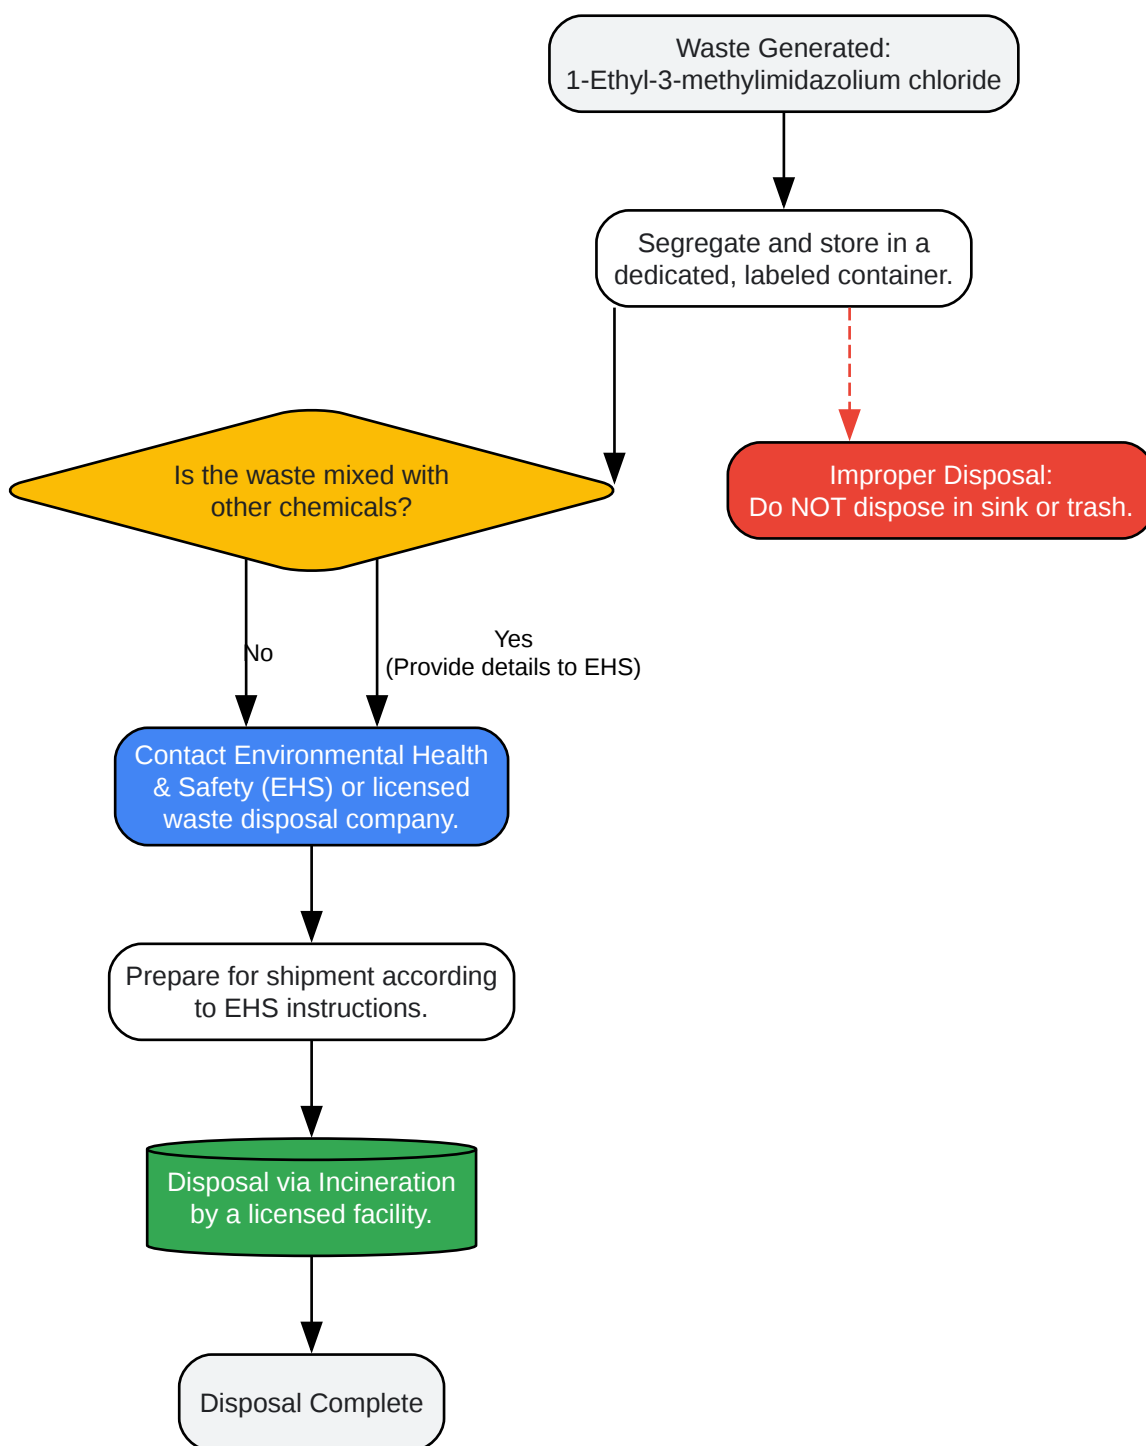 Waste Generated:
1-Ethyl-3-methylimidazolium chloride
Segregate and store in a
dedicated, labeled container.
Is the waste mixed with
other chemicals?
Improper Disposal:
Do NOT dispose in sink or trash.
No
Yes
(Provide details to EHS)
Contact Environmental Health
& Safety (EHS) or licensed
waste disposal company.
Prepare for shipment according
to EHS instructions.
Disposal via Incineration
by a licensed facility.
Disposal Complete